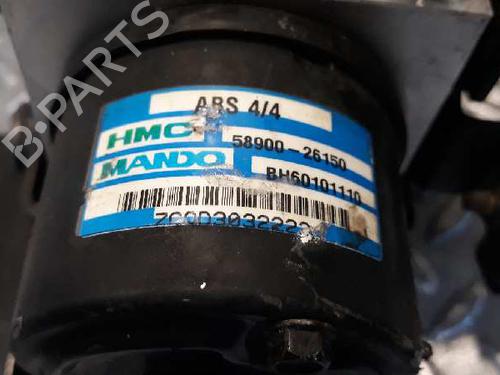 ABS 4/4
HMC 58900-26150
MANDO BH60101110
B-Parts